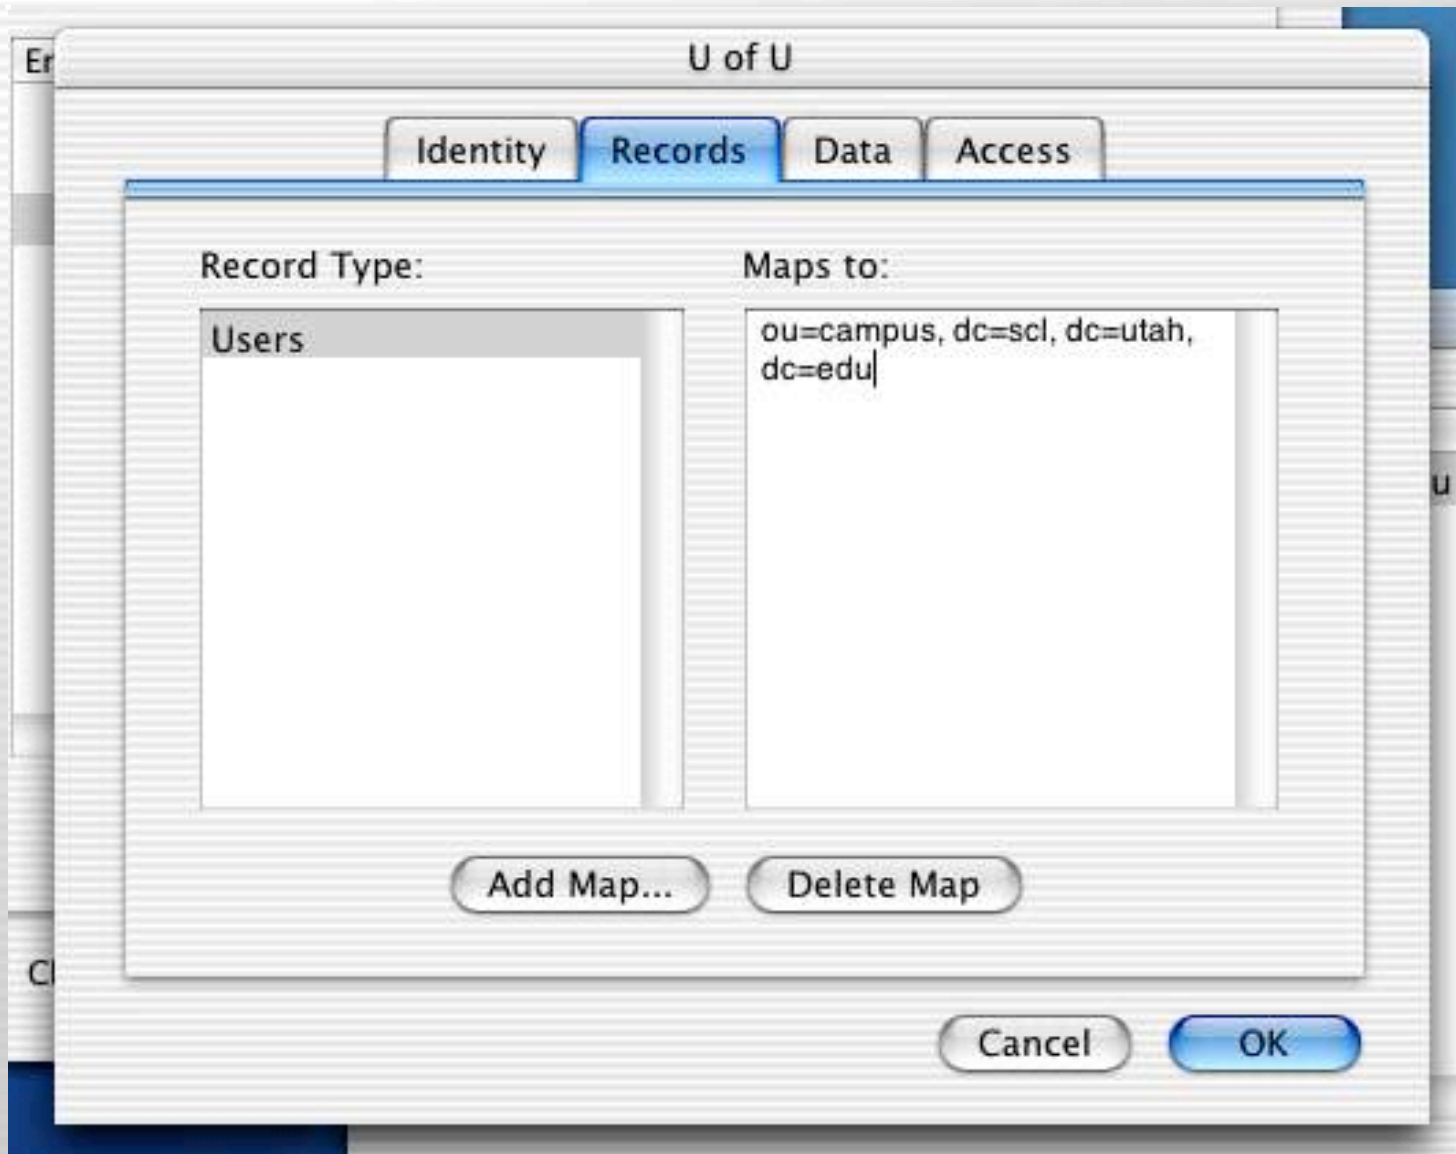 U of U
Identity Records Data Access
Record Type: Maps to:
Users
ou=campus, dc=scl, dc=utah,
dc=edu
Add Map... Delete Map
Cancel OK